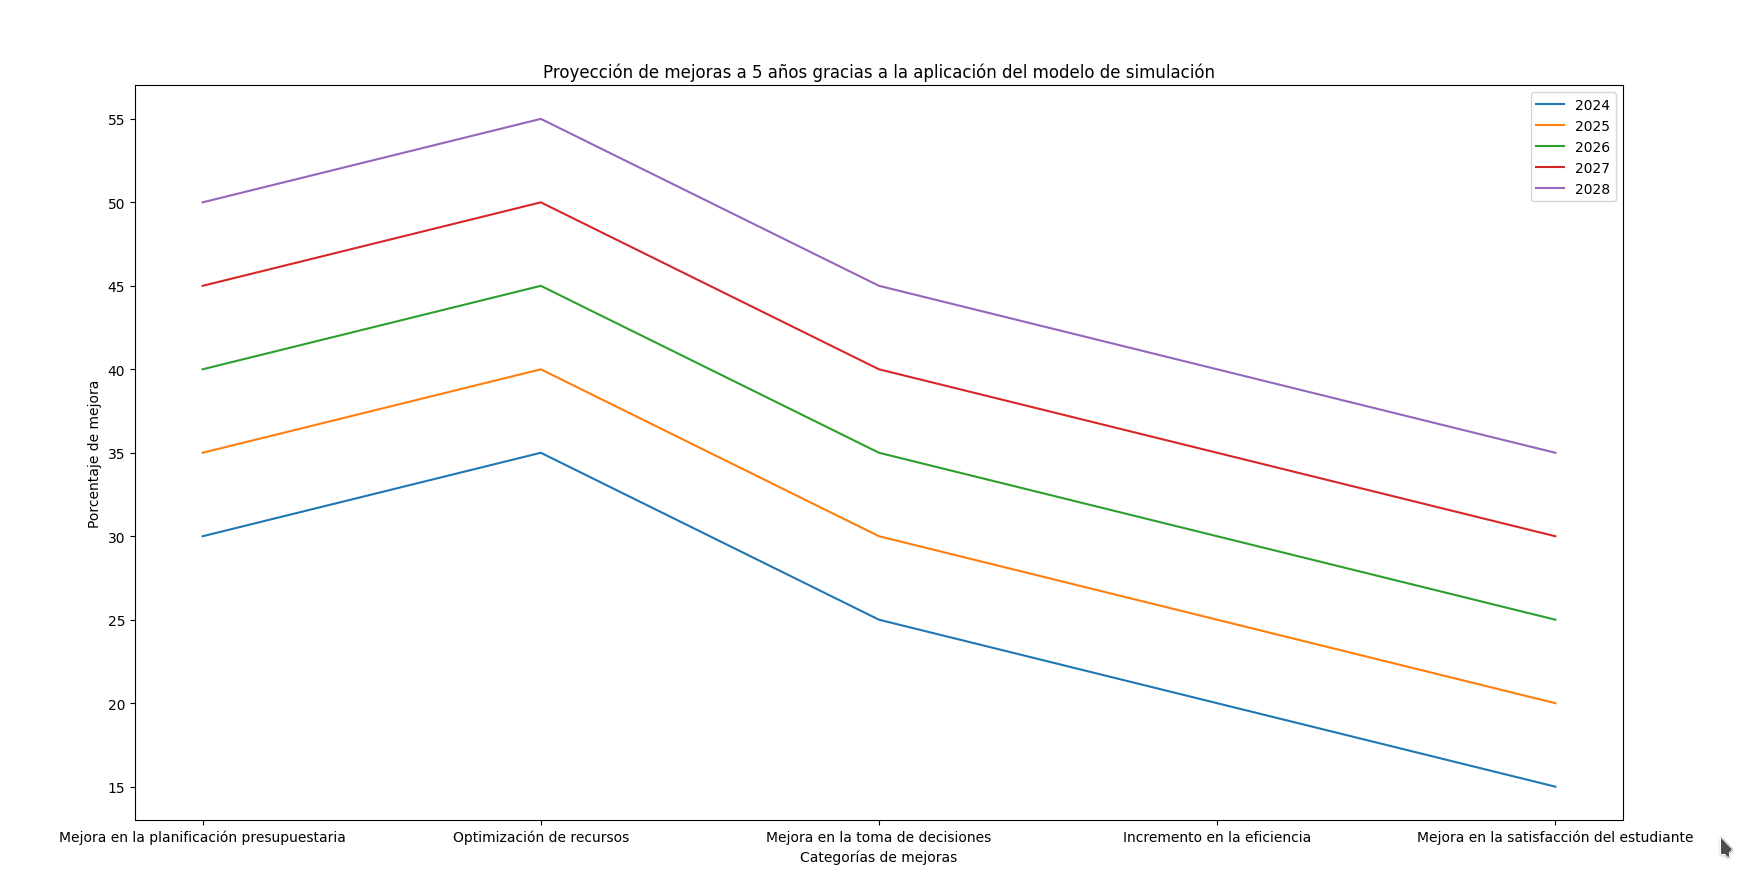 Proyección de mejoras a 5 años gracias a la aplicación del modelo de simulación
2024
2025
2026
2027
2028
55
50
45
40
35
30
25
20
15
Porcentaje de mejora
Mejora en la planificación presupuestaria
Optimización de recursos
Mejora en la toma de decisiones
Incremento en la eficiencia
Mejora en la satisfacción del estudiante
Categorías de mejoras